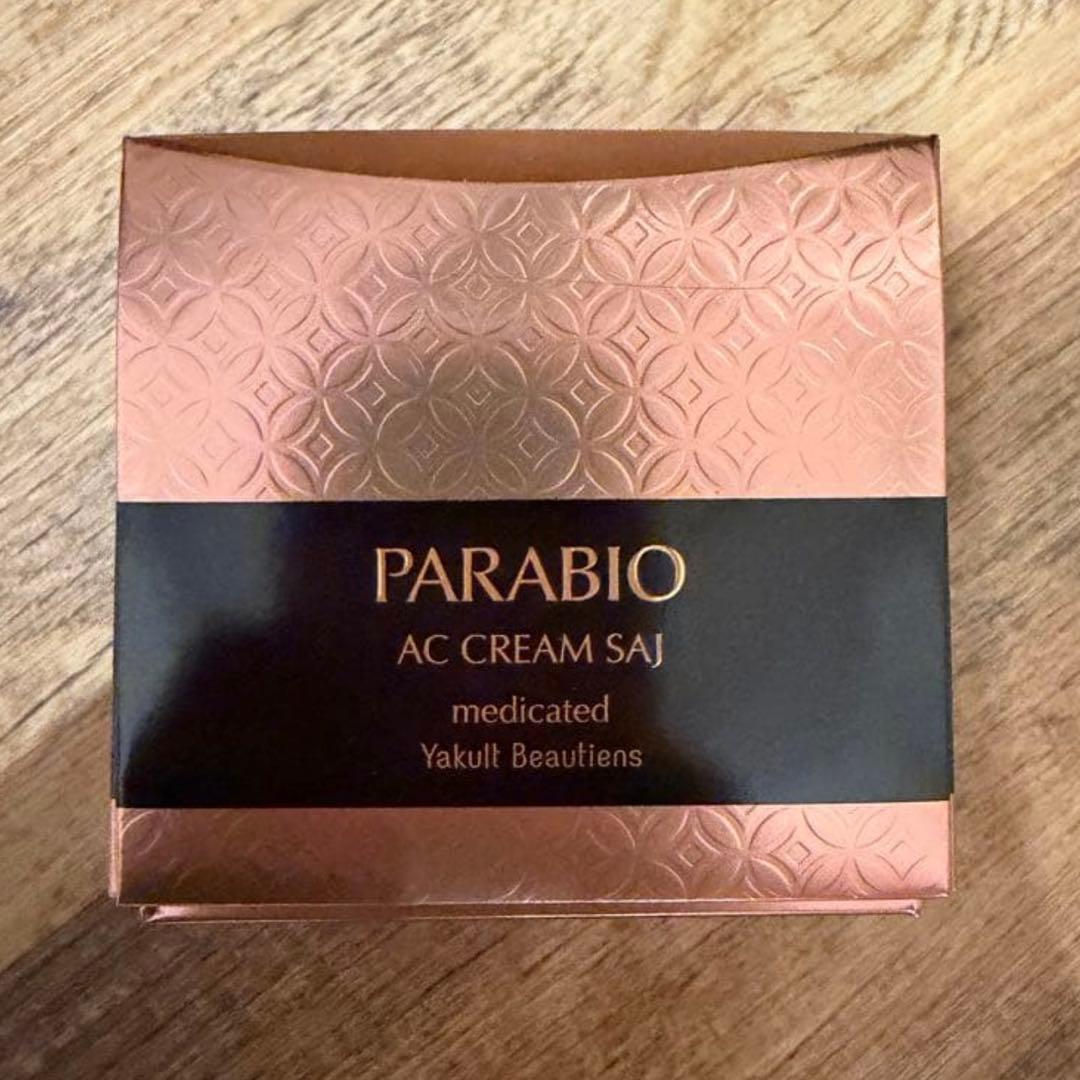 PARABIO
AC CREAM SAJ
medicated
Yakult Beautiens